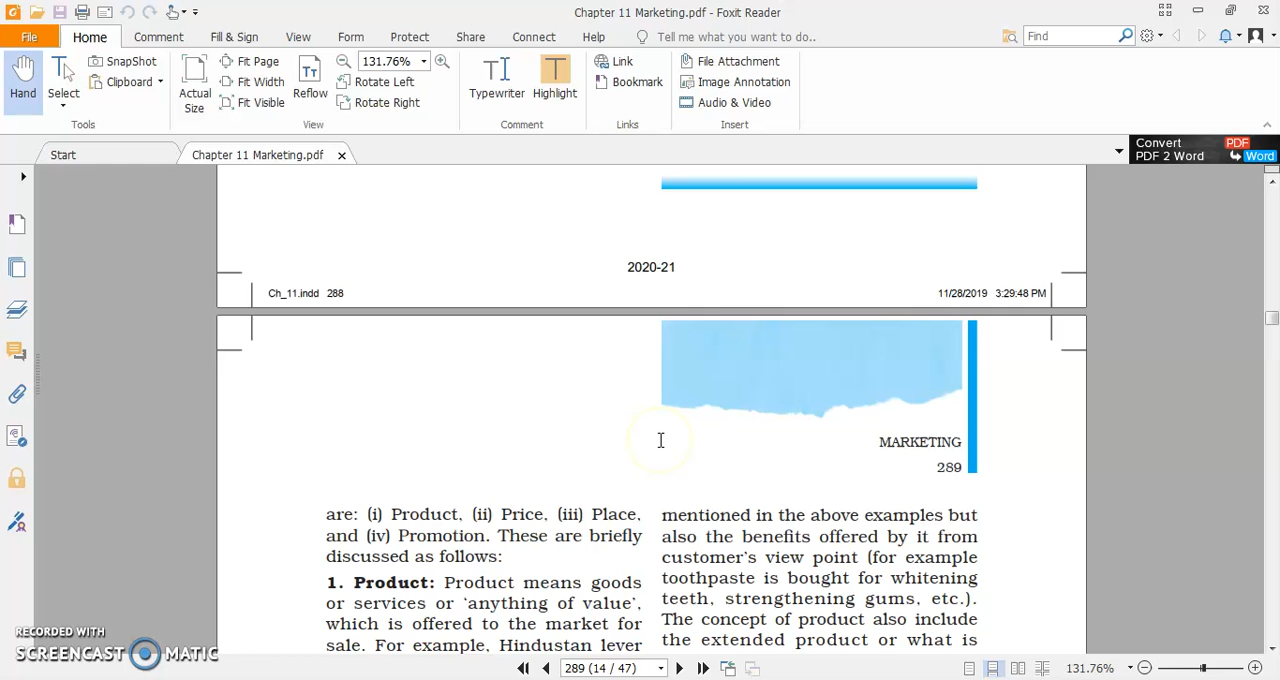 Chapter 11 Marketing.pdf - Foxit Reader
File Home Comment Fill & Sign View Form Protect Share Connect Help Tell me what you want to do.. Find
Hand
Select
SnapShot
Clipboard
Tools
Actual
Size
Fit Page
Fit Width
Fit Visible
Reflow
131.76%
Rotate Left
Rotate Right
View
Typewriter
Highlight
Comment
Link
Bookmark
Links
File Attachment
Image Annotation
Audio & Video
Insert
Start
Chapter 11 Marketing.pdf
Convert PDF
PDF 2 Word Word
2020-21
Ch_11.indd 288
11/28/2019 3:29:48 PM
MARKETING
289
are: (i) Product, (ii) Price, (iii) Place,
and (iv) Promotion. These are briefly
discussed as follows:
1. Product: Product means goods
or services or ‘anything of value’,
which is offered to the market for
sale. For example, Hindustan lever
mentioned in the above examples but
also the benefits offered by it from
customer’s view point (for example
toothpaste is bought for whitening
teeth, strengthening gums, etc.).
The concept of product also include
the extended product or what is
RECORDED WITH
SCREENCAST MATIC
289 (14 / 47)
131.76%